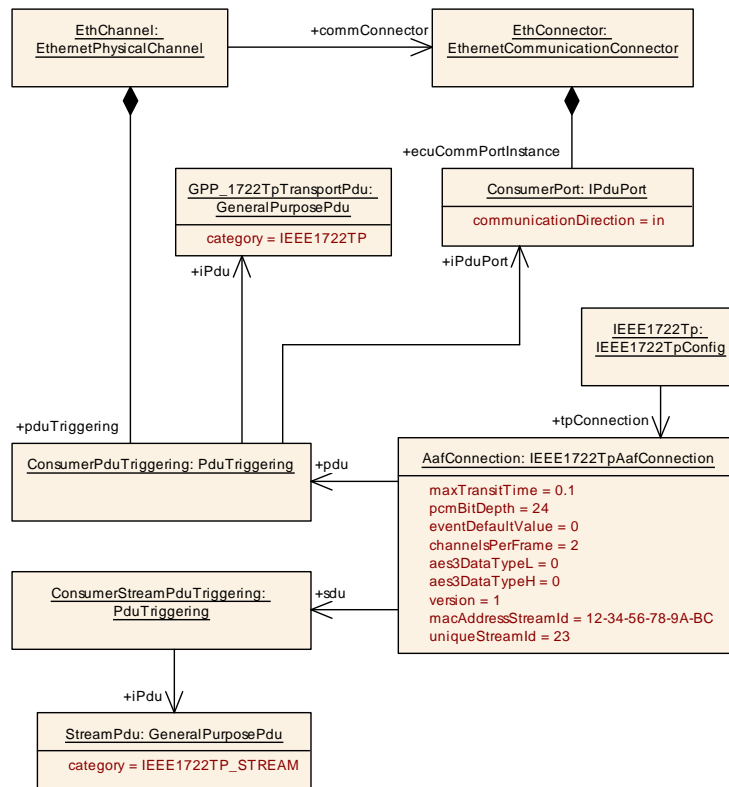 EthChannel:
EthernetPhysicalChannel
+commConnector
EthConnector:
EthernetCommunicationConnector
+ecuCommPortInstance
GPP_1722TpTransportPdu:
GeneralPurposePdu
category = IEEE1722TP
ConsumerPort: IPduPort
communicationDirection = in
+iPdu
+iPduPort
IEEE1722Tp:
IEEE1722TpConfig
+pduTriggering
+tpConnection
ConsumerPduTriggering: PduTriggering
+pdu
AafConnection: IEEE1722TpAafConnection
maxTransitTime = 0.1
pcmBitDepth = 24
eventDefaultValue = 0
channelsPerFrame = 2
aes3DataTypeL = 0
aes3DataTypeH = 0
version = 1
macAddressStreamId = 12-34-56-78-9A-BC
uniqueStreamId = 23
ConsumerStreamPduTriggering:
PduTriggering
+sdu
+iPdu
StreamPdu: GeneralPurposePdu
category = IEEE1722TP_STREAM